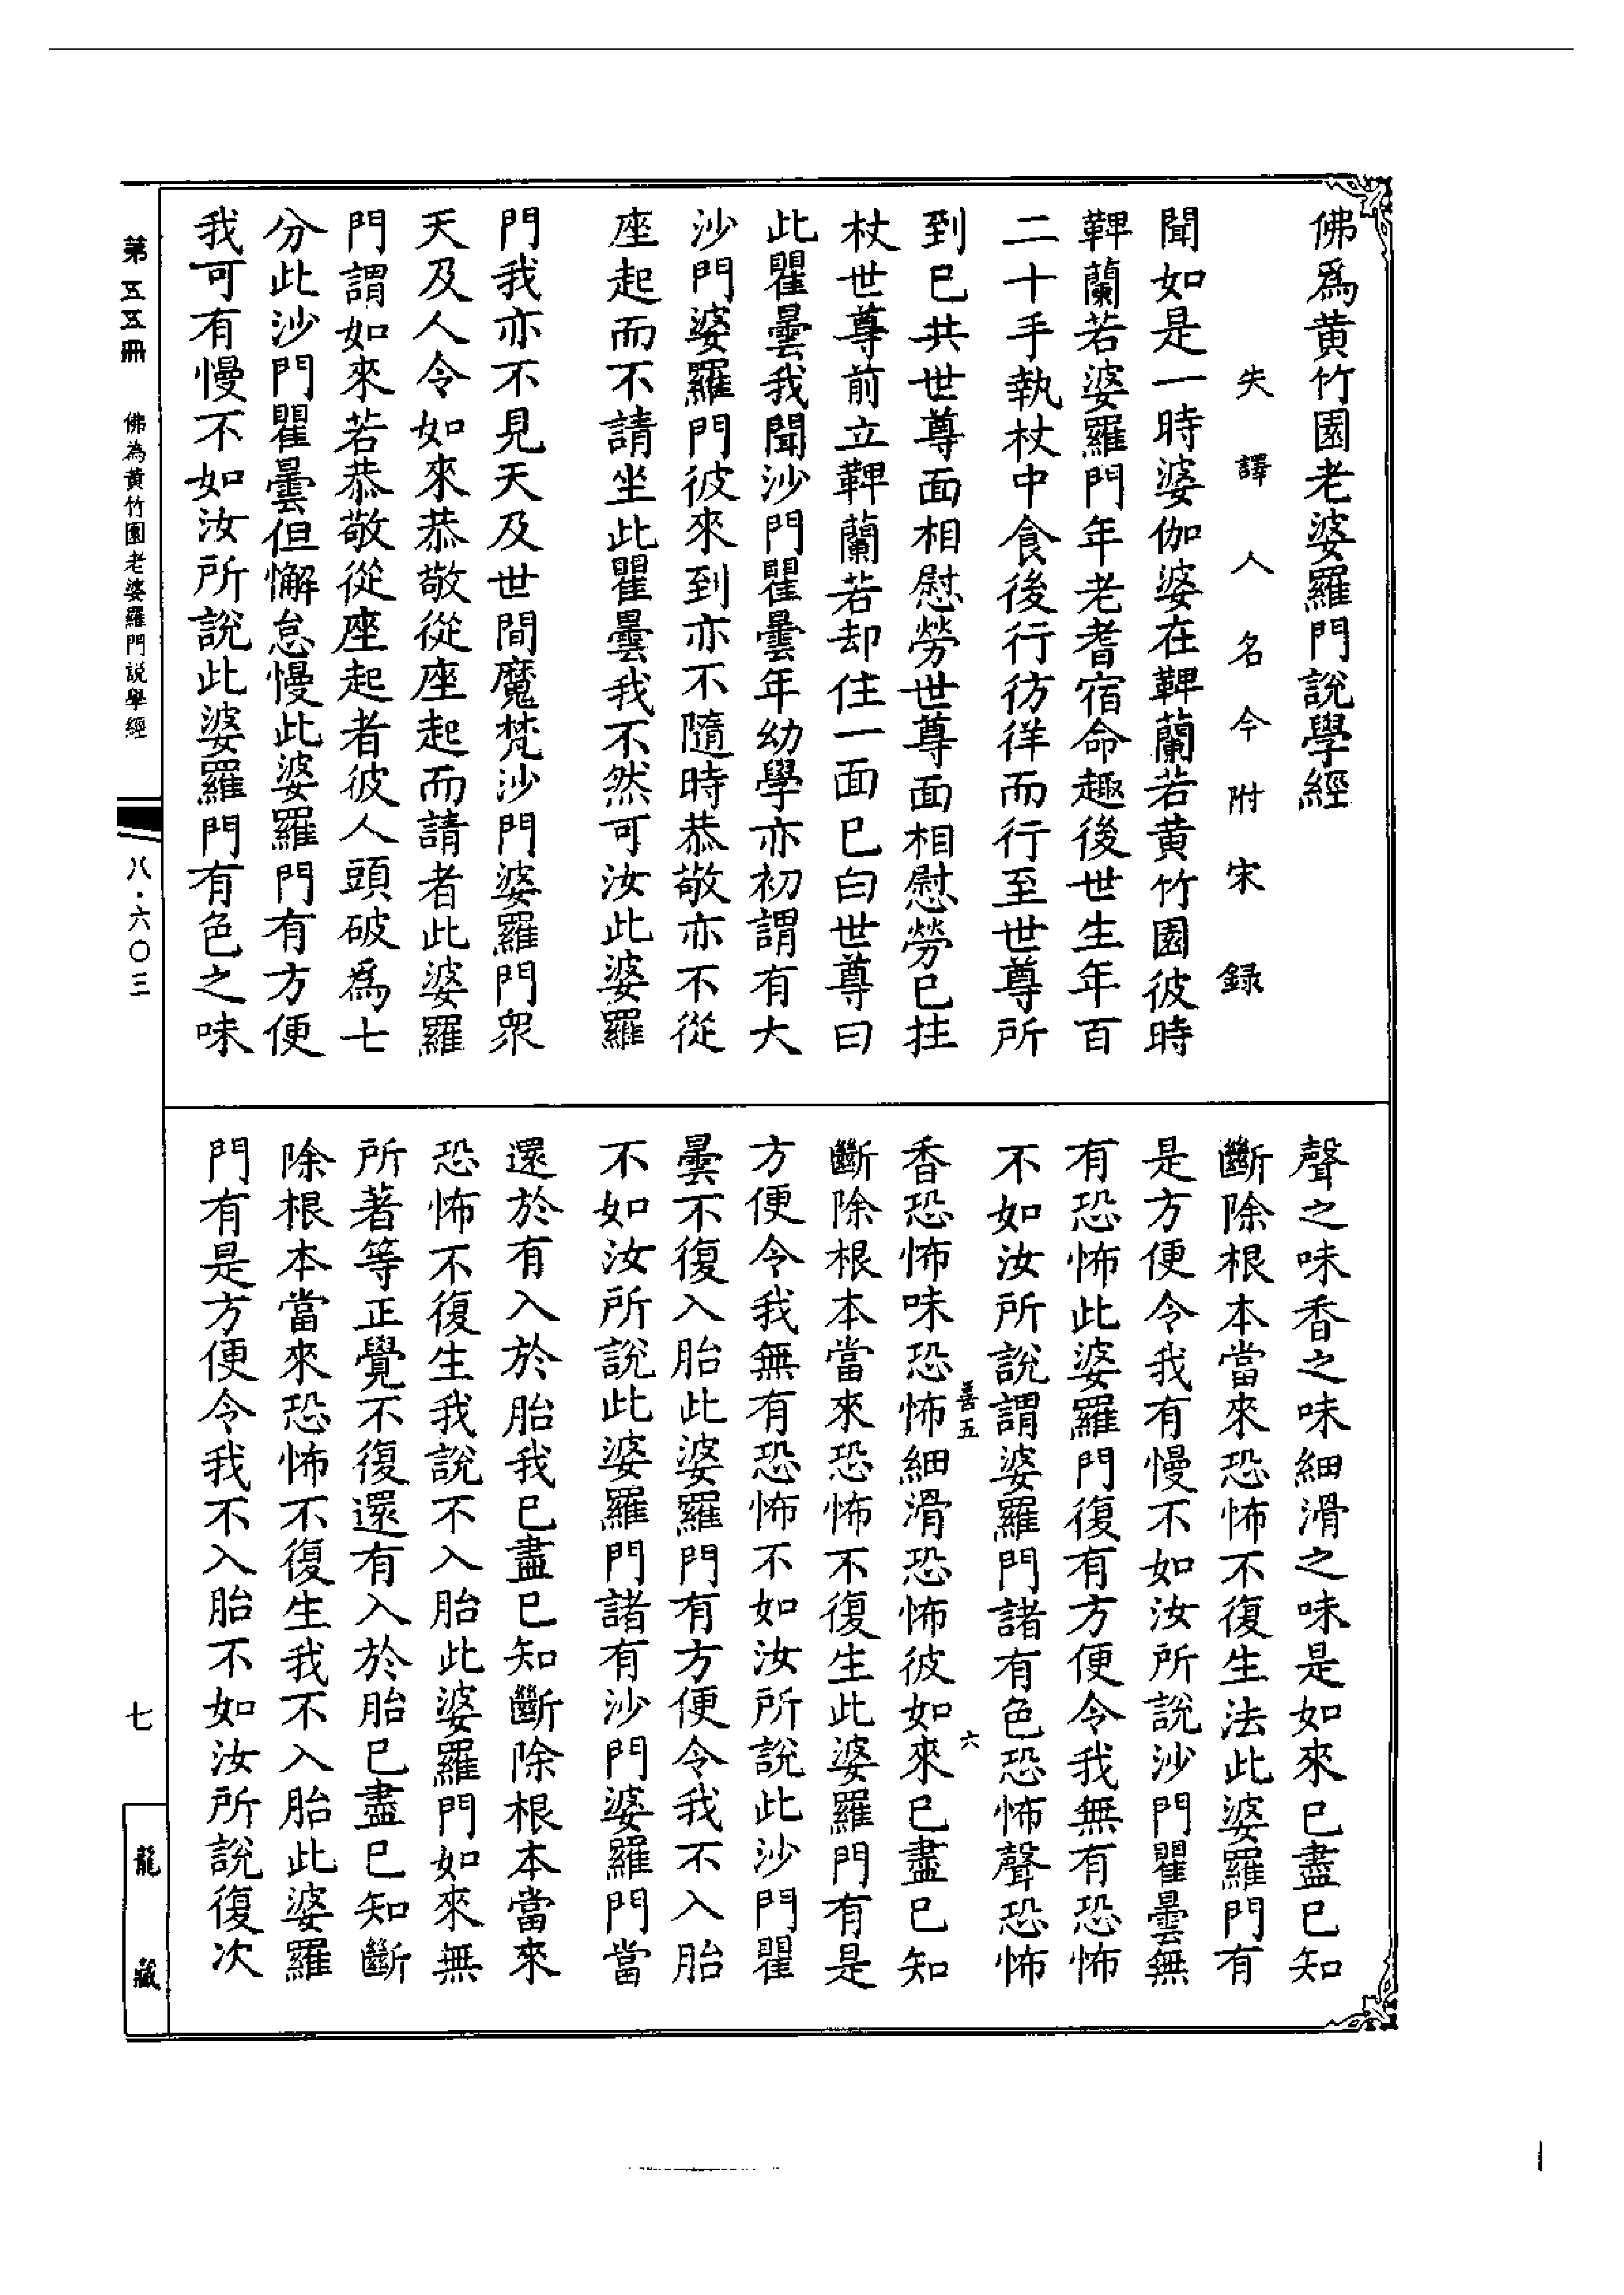 佛爲黄竹園老婆羅門說學經
失譯人名今附宋錄
聞如是一時婆伽婆在鞞蘭若黄竹園彼時
鞞蘭若婆羅門年老耆宿命趣後世生年百
二十手執杖中食後行彷徉而行至世尊所
到已共世尊面相慰勞世尊面相慰勞已拄
杖世尊前立鞞蘭若却住一面已白世尊曰
此瞿曇我聞沙門瞿曇年幼學亦初謂有大
沙門婆羅門彼來到亦不隨時恭敬亦不從
座起而不請坐此瞿曇我不然可汝此婆羅
門我亦不見天及世間魔梵沙門婆羅門衆
天及人令如來恭敬從座起而請者此婆羅
門謂如來若恭敬從座起者彼人頭破爲七
分此沙門瞿曇但懈怠慢此婆羅門有方便
我可有慢不如汝所說此婆羅門有色之味
聲之味香之味細滑之味是如來已盡已知
斷除根本當來恐怖不復生法此婆羅門有
是方便令我有慢不如汝所說沙門瞿曇無
有恐怖此婆羅門復有方便令我無有恐怖
不如汝所說謂婆羅門諸有色恐怖聲恐怖
善五 六
香恐怖味恐怖細滑恐怖彼如來已盡已知
斷除根本當來恐怖不復生此婆羅門有是
方便令我無有恐怖不如汝所說此沙門瞿
曇不復入胎此婆羅門有方便令我不入胎
不如汝所說此婆羅門諸有沙門婆羅門當
還於有入於胎我已盡已知斷除根本當來
恐怖不復生我說不入胎此婆羅門如來無
所著等正覺不復還有入於胎已盡已知斷
除根本當來恐怖不復生我不入胎此婆羅
門有是方便令我不入胎不如汝所說復次
第五五冊 佛為黃竹園老婆羅門説學經
八·六〇三
七
龍藏